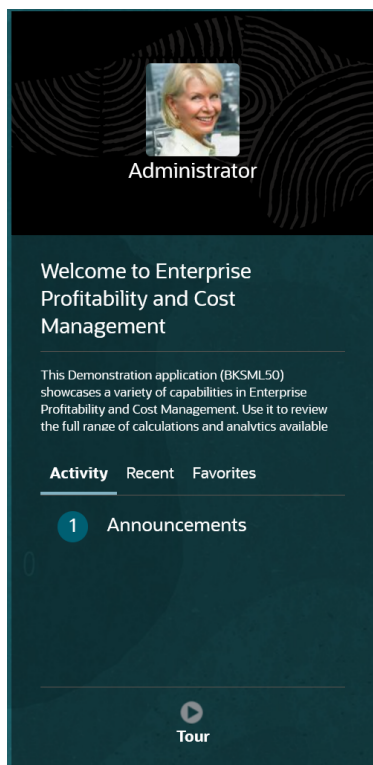 Administrator
Welcome to Enterprise
Profitability and Cost
Management
This Demonstration application (BKSML50)
showcases a variety of capabilities in Enterprise
Profitability and Cost Management. Use it to review
the full range of calculations and analytics available
Activity Recent Favorites
1 Announcements
Tour